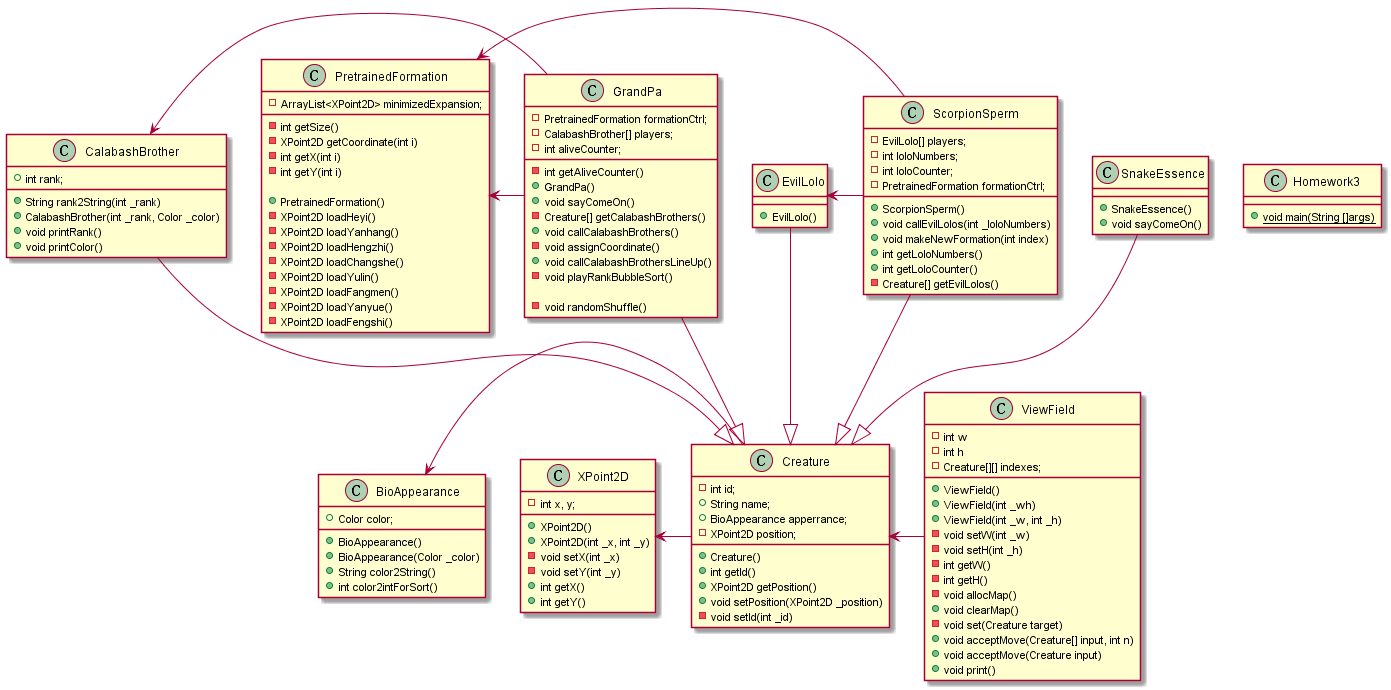 C CalabashBrother
int rank;
String rank2String(int _rank)
CalabashBrother(int _rank, Color _color)
void printRank()
void printColor()
C PretrainedFormation
ArrayList<XPoint2D> minimizedExpansion;
int getSize()
XPoint2D getCoordinate(int i)
int getX(int i)
int getY(int i)
PretrainedFormation()
XPoint2D loadHeyi()
XPoint2D loadYanhang()
XPoint2D loadHengzhi()
XPoint2D loadChangshe()
XPoint2D loadYulin()
XPoint2D loadFangmen()
XPoint2D loadYanyue()
XPoint2D loadFengshi()
C GrandPa
PretrainedFormation formationCtrl;
CalabashBrother[] players;
int aliveCounter;
int getAliveCounter()
GrandPa()
void sayComeOn()
Creature[] getCalabashBrothers()
void callCalabashBrothers()
void assignCoordinate()
void callCalabashBrothersLineUp()
void playRankBubbleSort()
void randomShuffle()
C EvilLolo
EvilLolo()
C ScorpionSperm
EvilLolo[] players;
int loloNumbers;
int loloCounter;
PretrainedFormation formationCtrl;
ScorpionSperm()
void callEvilLolos(int _loloNumbers)
void makeNewFormation(int index)
int getLoloNumbers()
int getLoloCounter()
Creature[] getEvilLolos()
C SnakeEssence
SnakeEssence()
void sayComeOn()
C Homework3
void main(String []args)
C BioAppearance
Color color;
BioAppearance()
BioAppearance(Color _color)
String color2String()
int color2intForSort()
C XPoint2D
int x, y;
XPoint2D()
XPoint2D(int _x, int _y)
void setX(int _x)
void setY(int _y)
int getX()
int getY()
C Creature
int id;
String name;
BioAppearance apperrance;
XPoint2D position;
Creature()
int getId()
XPoint2D getPosition()
void setPosition(XPoint2D _position)
void setId(int _id)
C ViewField
int w
int h
Creature[][] indexes;
ViewField()
ViewField(int _wh)
ViewField(int _w, int _h)
void setW(int _w)
void setH(int _h)
int getW()
int getH()
void allocMap()
void clearMap()
void set(Creature target)
void acceptMove(Creature[] input, int n)
void acceptMove(Creature input)
void print()